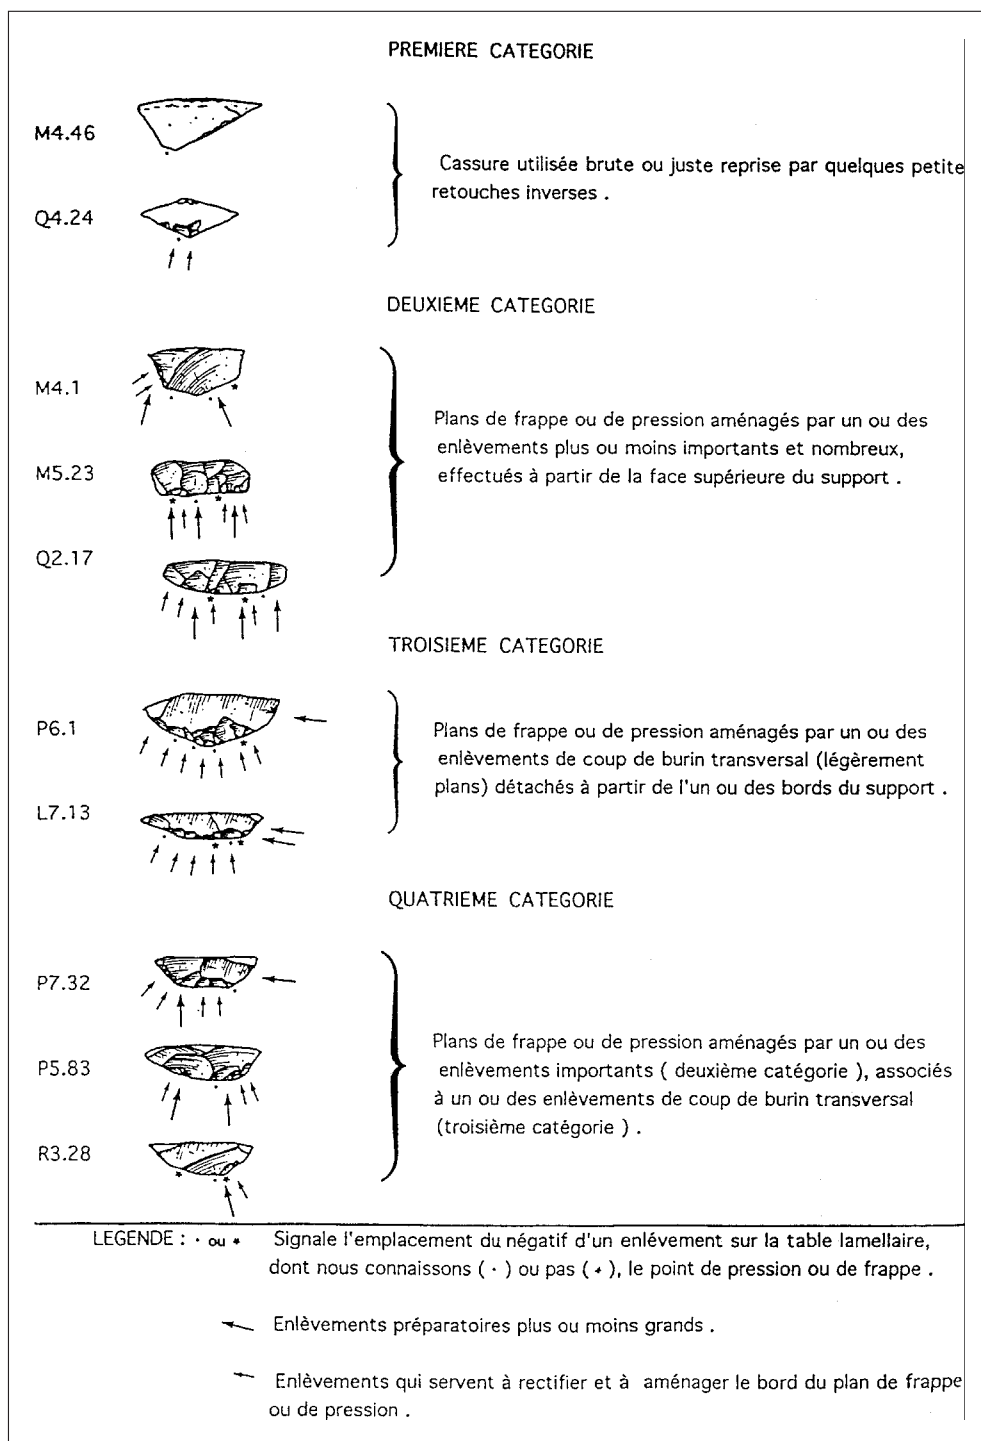 PREMIERE CATEGORIE
M4.46
Cassure utilisée brute ou juste reprise par quelques petite
retouches inverses .
Q4.24
DEUXIEME CATEGORIE
M4.1
Plans de frappe ou de pression aménagés par un ou des
enlèvements plus ou moins importants et nombreux,
effectués à partir de la face supérieure du support .
M5.23
Q2.17
TROISIEME CATEGORIE
P6.1
Plans de frappe ou de pression aménagés par un ou des
enlèvements de coup de burin transversal (légèrement
plans) détachés à partir de l'un ou des bords du support .
L7.13
QUATRIEME CATEGORIE
P7.32
Plans de frappe ou de pression aménagés par un ou des
enlèvements importants ( deuxième catégorie ), associés
à un ou des enlèvements de coup de burin transversal
(troisième catégorie ) .
P5.83
R3.28
LEGENDE : · ou * Signale l'emplacement du négatif d'un enlévement sur la table lamellaire,
dont nous connaissons ( · ) ou pas ( * ), le point de pression ou de frappe .
Enlèvements préparatoires plus ou moins grands .
Enlèvements qui servent à rectifier et à aménager le bord du plan de frappe
ou de pression .